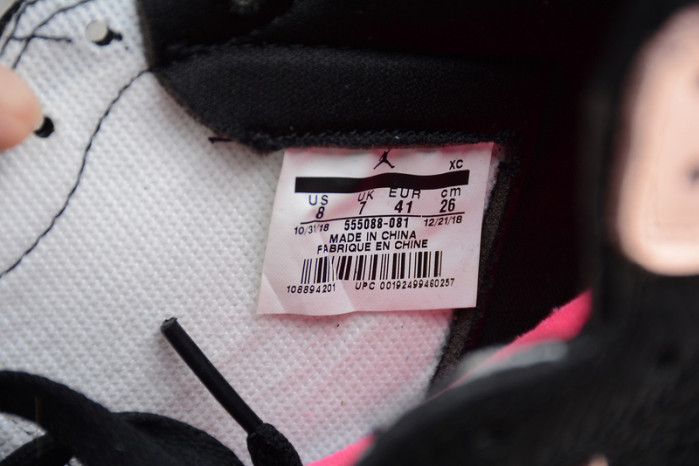 XC
US UK EUR cm
8 7 41 26
10/31/18 555088-081 12/21/18
MADE IN CHINA
FABRIQUE EN CHINE
108894201 UPC 00192499460257